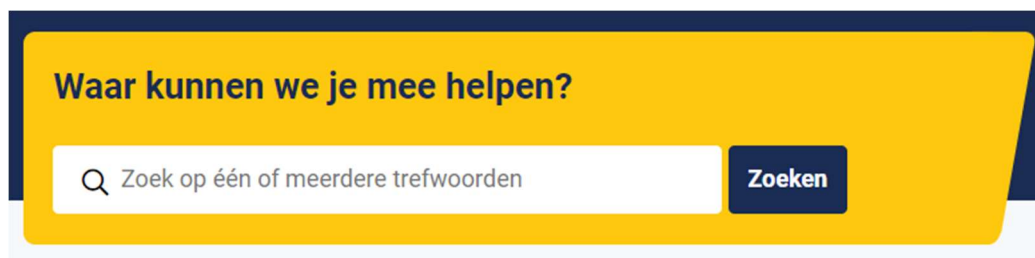 Waar kunnen we je mee helpen?
Zoek op één of meerdere trefwoorden
Zoeken